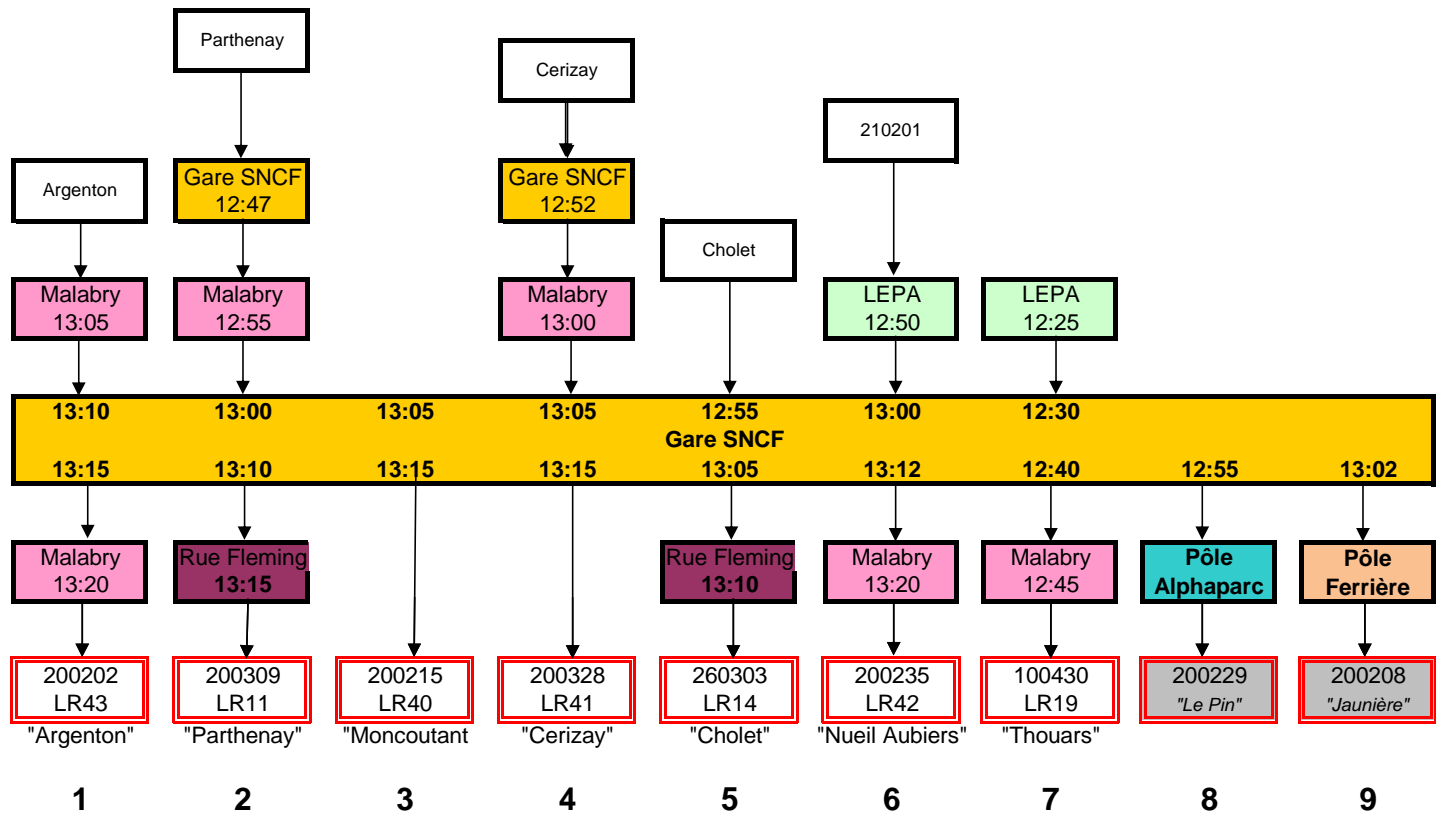 Parthenay
Cerizay
210201
Argenton
Gare SNCF
12:47
Gare SNCF
12:52
Cholet
Malabry
13:05
Malabry
12:55
Malabry
13:00
LEPA
12:50
LEPA
12:25
13:10 13:00 13:05 13:05 12:55 13:00 12:30
Gare SNCF
13:15 13:10 13:15 13:15 13:05 13:12 12:40 12:55 13:02
Malabry
13:20
Rue Fleming
13:15
Rue Fleming
13:10
Malabry
13:20
Malabry
12:45
Pôle
Alphaparc
Pôle
Ferrière
200202
LR43
"Argenton"
200309
LR11
"Parthenay"
200215
LR40
"Moncoutant
200328
LR41
"Cerizay"
260303
LR14
"Cholet"
200235
LR42
"Nueil Aubiers"
100430
LR19
"Thouars"
200229
"Le Pin"
200208
"Jaunière"
1 2 3 4 5 6 7 8 9